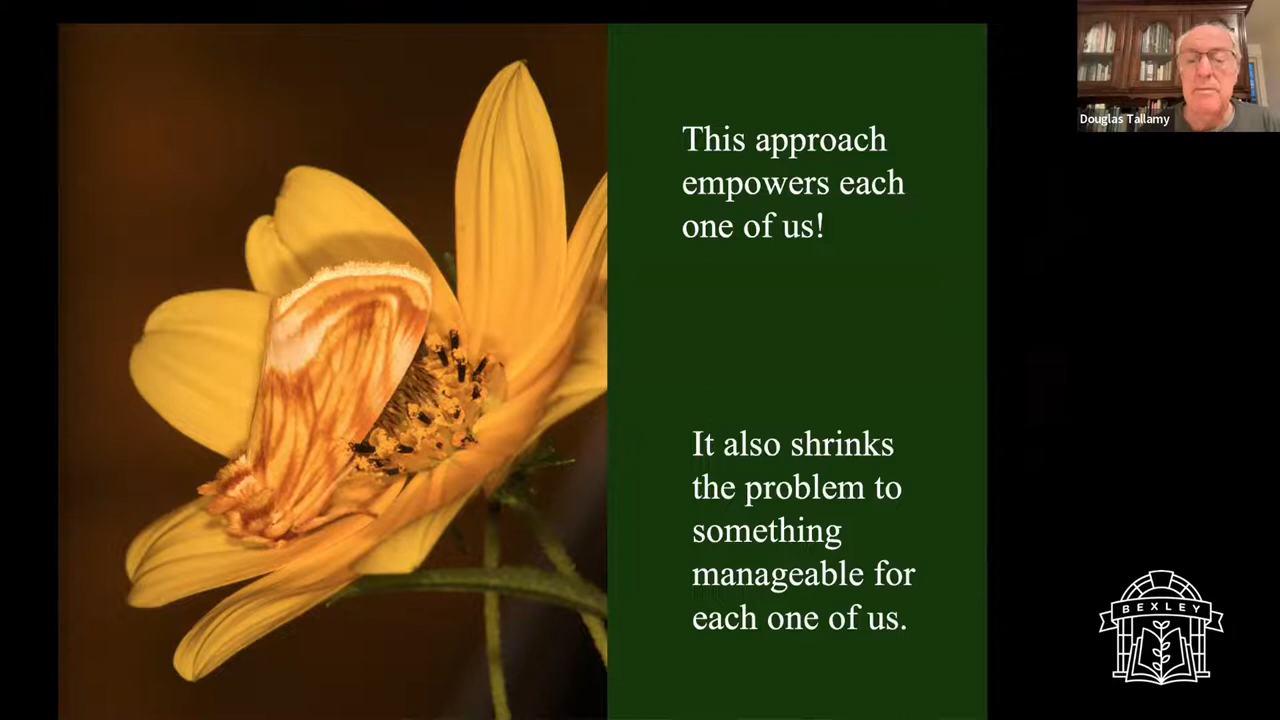 This approach
empowers each
one of us!
It also shrinks
the problem to
something
manageable for
each one of us.
Douglas Tallamy
BEXLEY